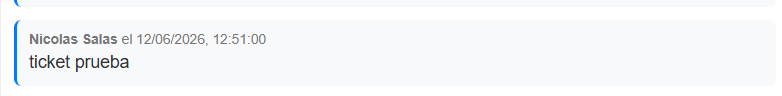 Nicolas Salas el 12/06/2026, 12:51:00
ticket prueba